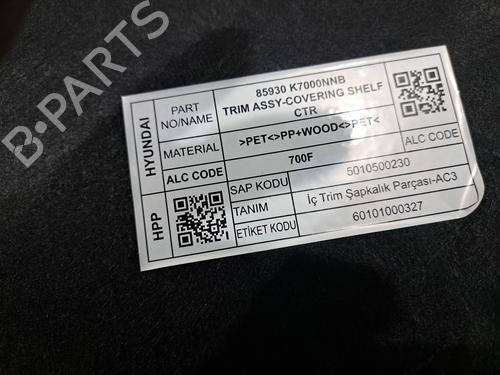 HYUNDAI
PART NO/NAME
85930 K7000NNB
TRIM ASSY-COVERING SHELF
CTR
MATERIAL
>PET<>PP+WOOD<>PET<
ALC CODE
700F
ALC CODE
HPP
SAP KODU
5010500230
TANIM
İç Trim Şapkalık Parçası-AC3
ETİKET KODU
60101000327
B-PARTS